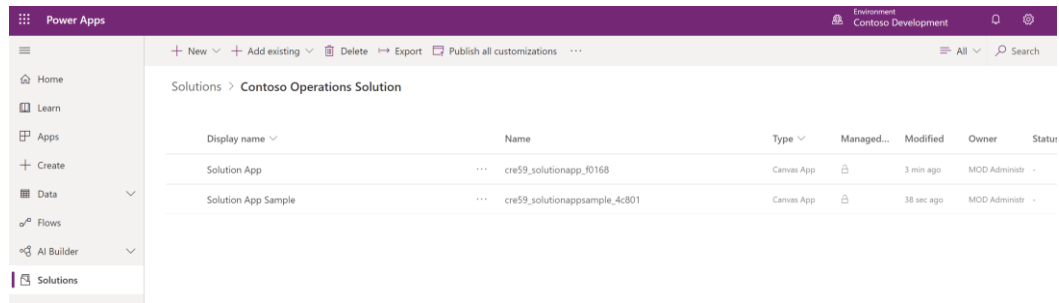 Power Apps
Environment
Contoso Development
New
Add existing
Delete
Export
Publish all customizations
...
All
Search
Home
Learn
Apps
Create
Data
Flows
AI Builder
Solutions
Solutions > Contoso Operations Solution
Display name Name Type Managed... Modified Owner Status
Solution App ... cre59_solutionapp_f0168 Canvas App 3 min ago MOD Administr -
Solution App Sample ... cre59_solutionappsample_4c801 Canvas App 38 sec ago MOD Administr -